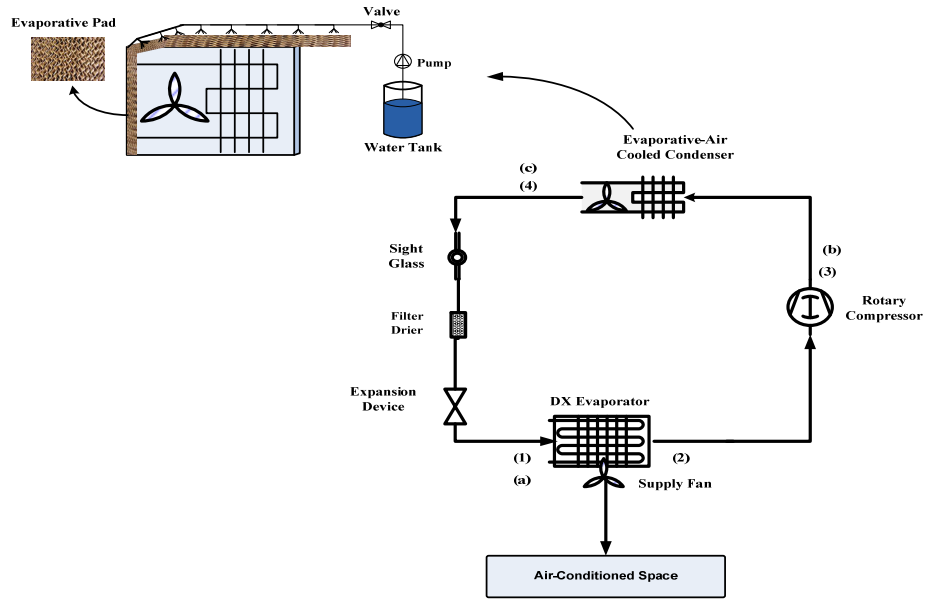 Evaporative Pad
Valve
Pump
Water Tank
Evaporative-Air
Cooled Condenser
(c)
(4)
(b)
(3)
Sight
Glass
Rotary
Compressor
Filter
Drier
Expansion
Device
DX Evaporator
(1)
(2)
(a)
Supply Fan
Air-Conditioned Space